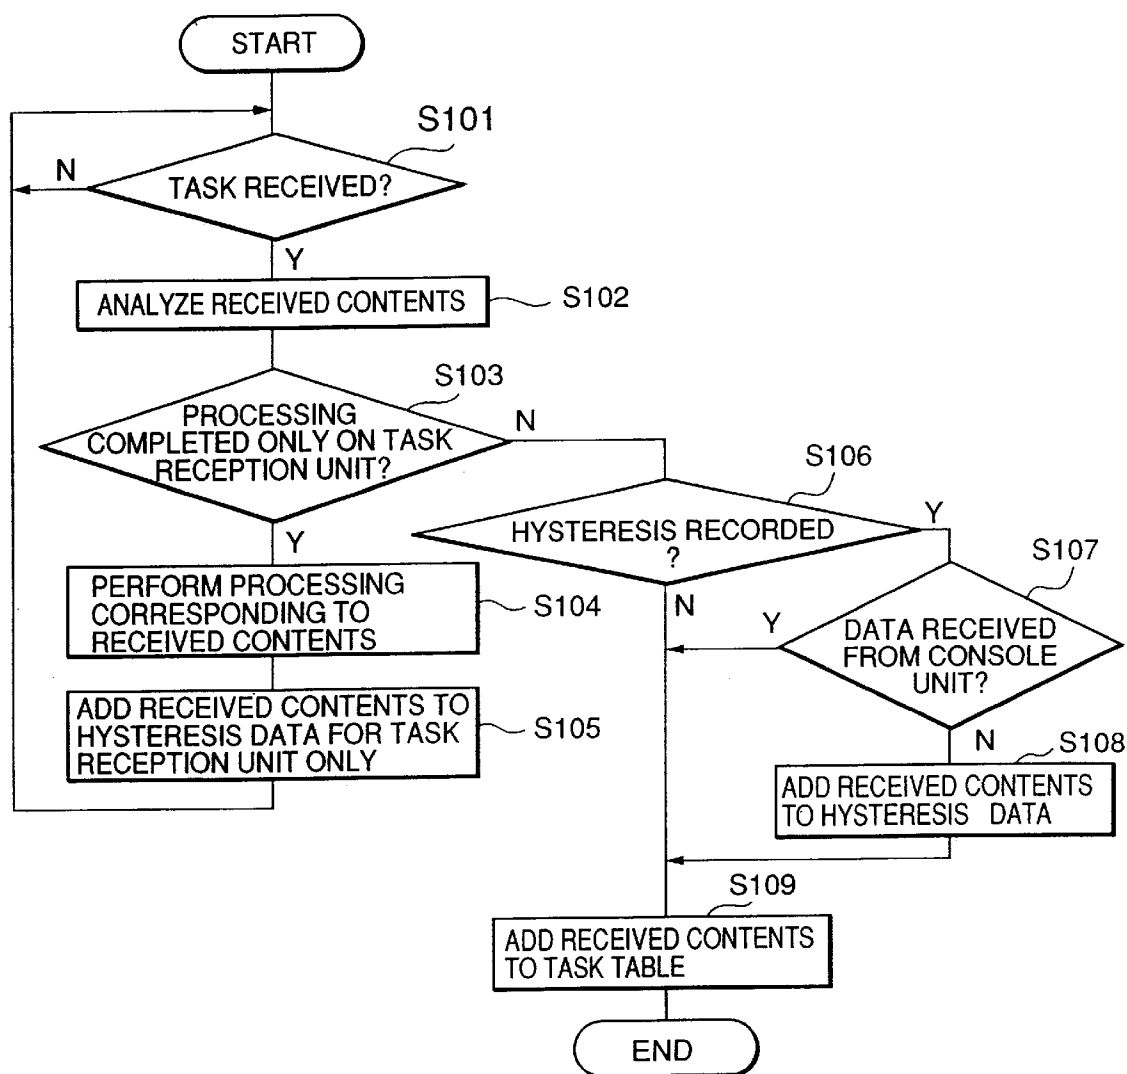 START
S101
N
TASK RECEIVED?
Y
ANALYZE RECEIVED CONTENTS
S102
S103
PROCESSING
COMPLETED ONLY ON TASK
RECEPTION UNIT?
N
Y
S106
HYSTERESIS RECORDED
?
Y
N
S107
DATA RECEIVED
FROM CONSOLE
UNIT?
Y
N
PERFORM PROCESSING
CORRESPONDING TO
RECEIVED CONTENTS
S104
ADD RECEIVED CONTENTS TO
HYSTERESIS DATA FOR TASK
RECEPTION UNIT ONLY
S105
S108
ADD RECEIVED CONTENTS
TO HYSTERESIS DATA
S109
ADD RECEIVED CONTENTS
TO TASK TABLE
END